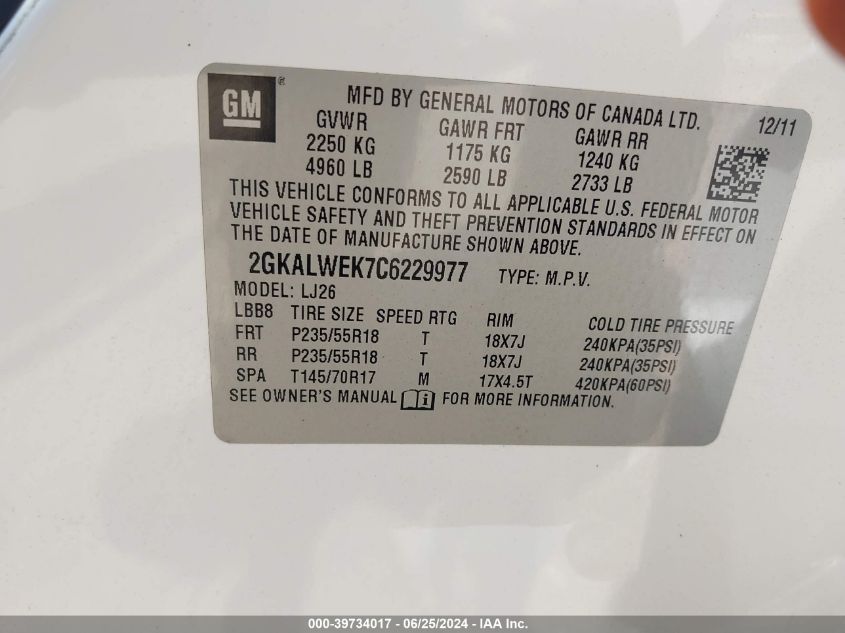 GM ®
MFD BY GENERAL MOTORS OF CANADA LTD. 12/11
GVWR GAWR FRT GAWR RR
2250 KG 1175 KG 1240 KG
4960 LB 2590 LB 2733 LB
THIS VEHICLE CONFORMS TO ALL APPLICABLE U.S. FEDERAL MOTOR
VEHICLE SAFETY AND THEFT PREVENTION STANDARDS IN EFFECT ON
THE DATE OF MANUFACTURE SHOWN ABOVE.
2GKALWEK7C6229977 TYPE: M.P.V.
MODEL: LJ26
LBB8 TIRE SIZE SPEED RTG RIM COLD TIRE PRESSURE
FRT P235/55R18 T 18X7J 240KPA(35PSI)
RR P235/55R18 T 18X7J 240KPA(35PSI)
SPA T145/70R17 M 17X4.5T 420KPA(60PSI)
SEE OWNER'S MANUAL i FOR MORE INFORMATION.
000-39734017 - 06/25/2024 - IAA Inc.